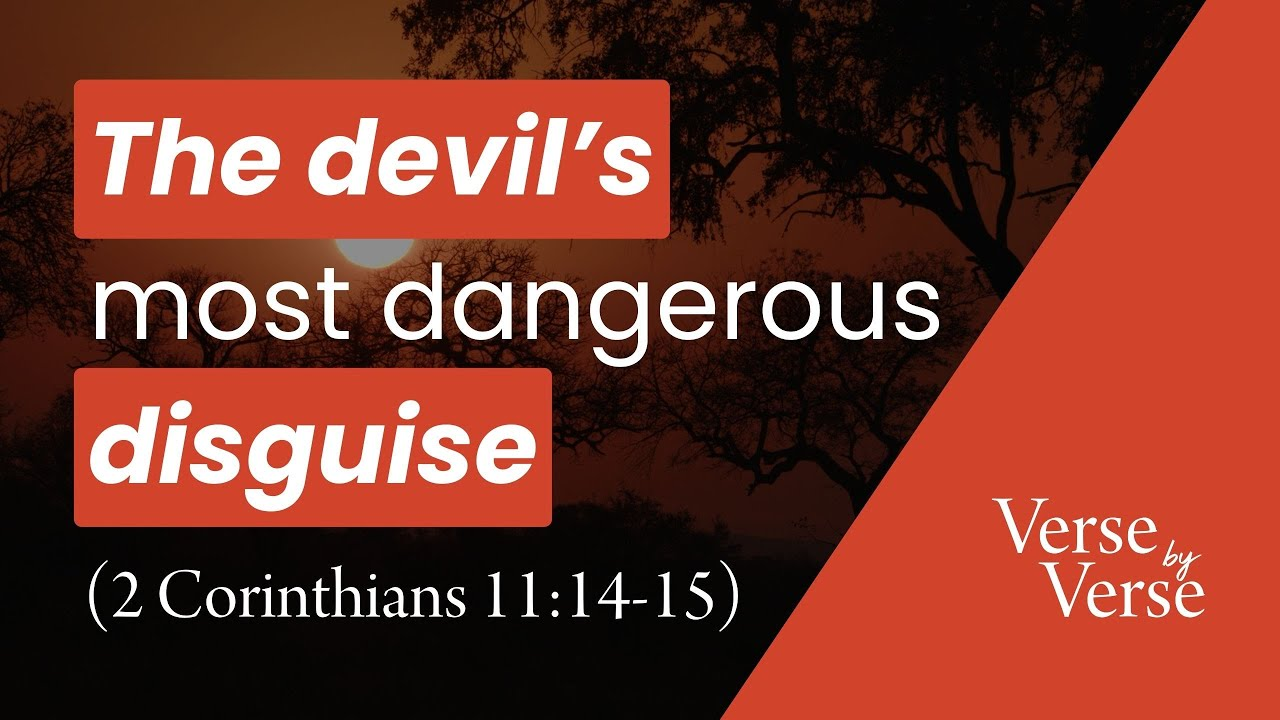 The devil’s
most dangerous
disguise
(2 Corinthians 11:14-15)
Verse
by
Verse